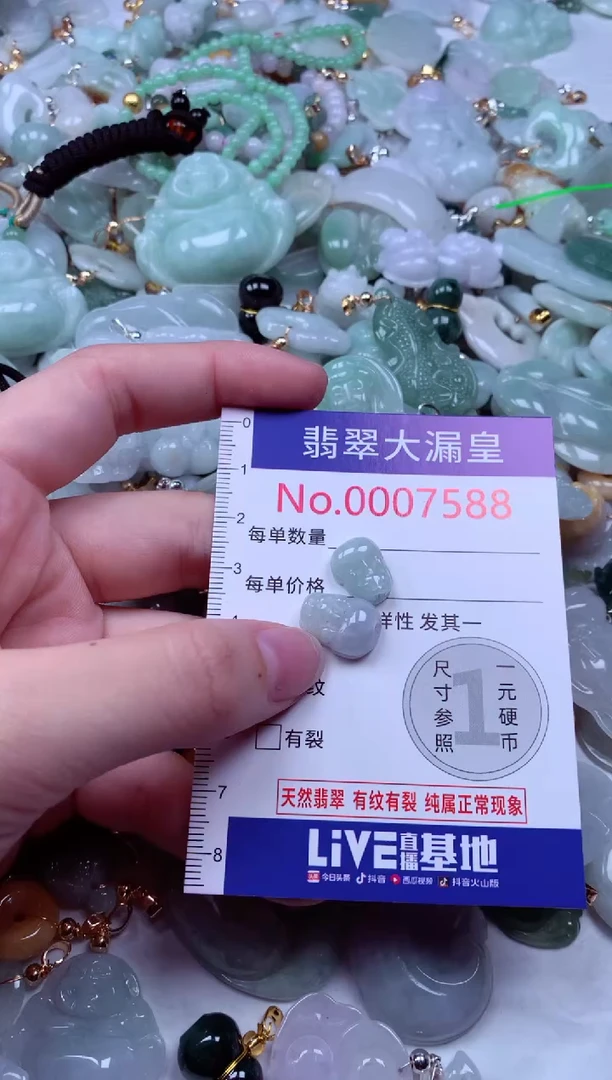 翡翠大漏皇
No.0007588
每单数量
每单价格
样性 发其一
纹
有裂
尺寸参照
1
一元硬币
天然翡翠 有纹有裂 纯属正常现象
LiVE直播基地
今日头条 抖音 西瓜视频 抖音火山版
0
1
2
3
7
8